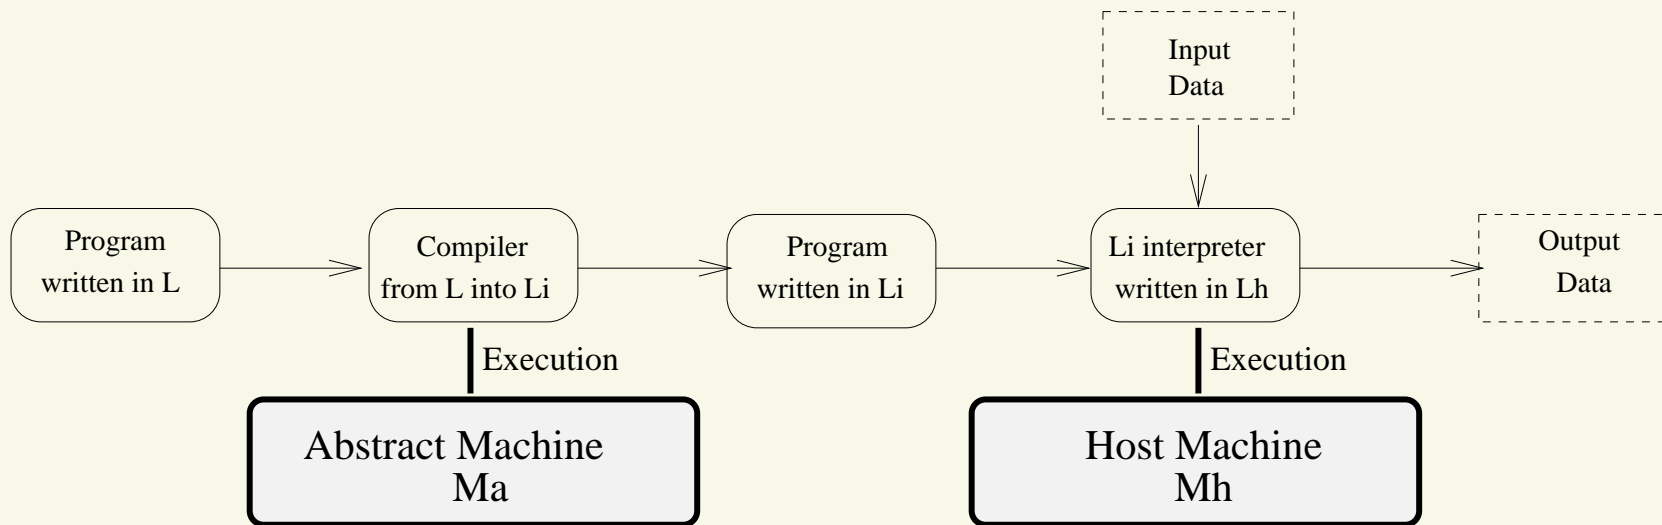 Input
Data
Program
written in L
Compiler
from L into Li
Program
written in Li
Li interpreter
written in Lh
Output
Data
Execution
Execution
Abstract Machine
Ma
Host Machine
Mh